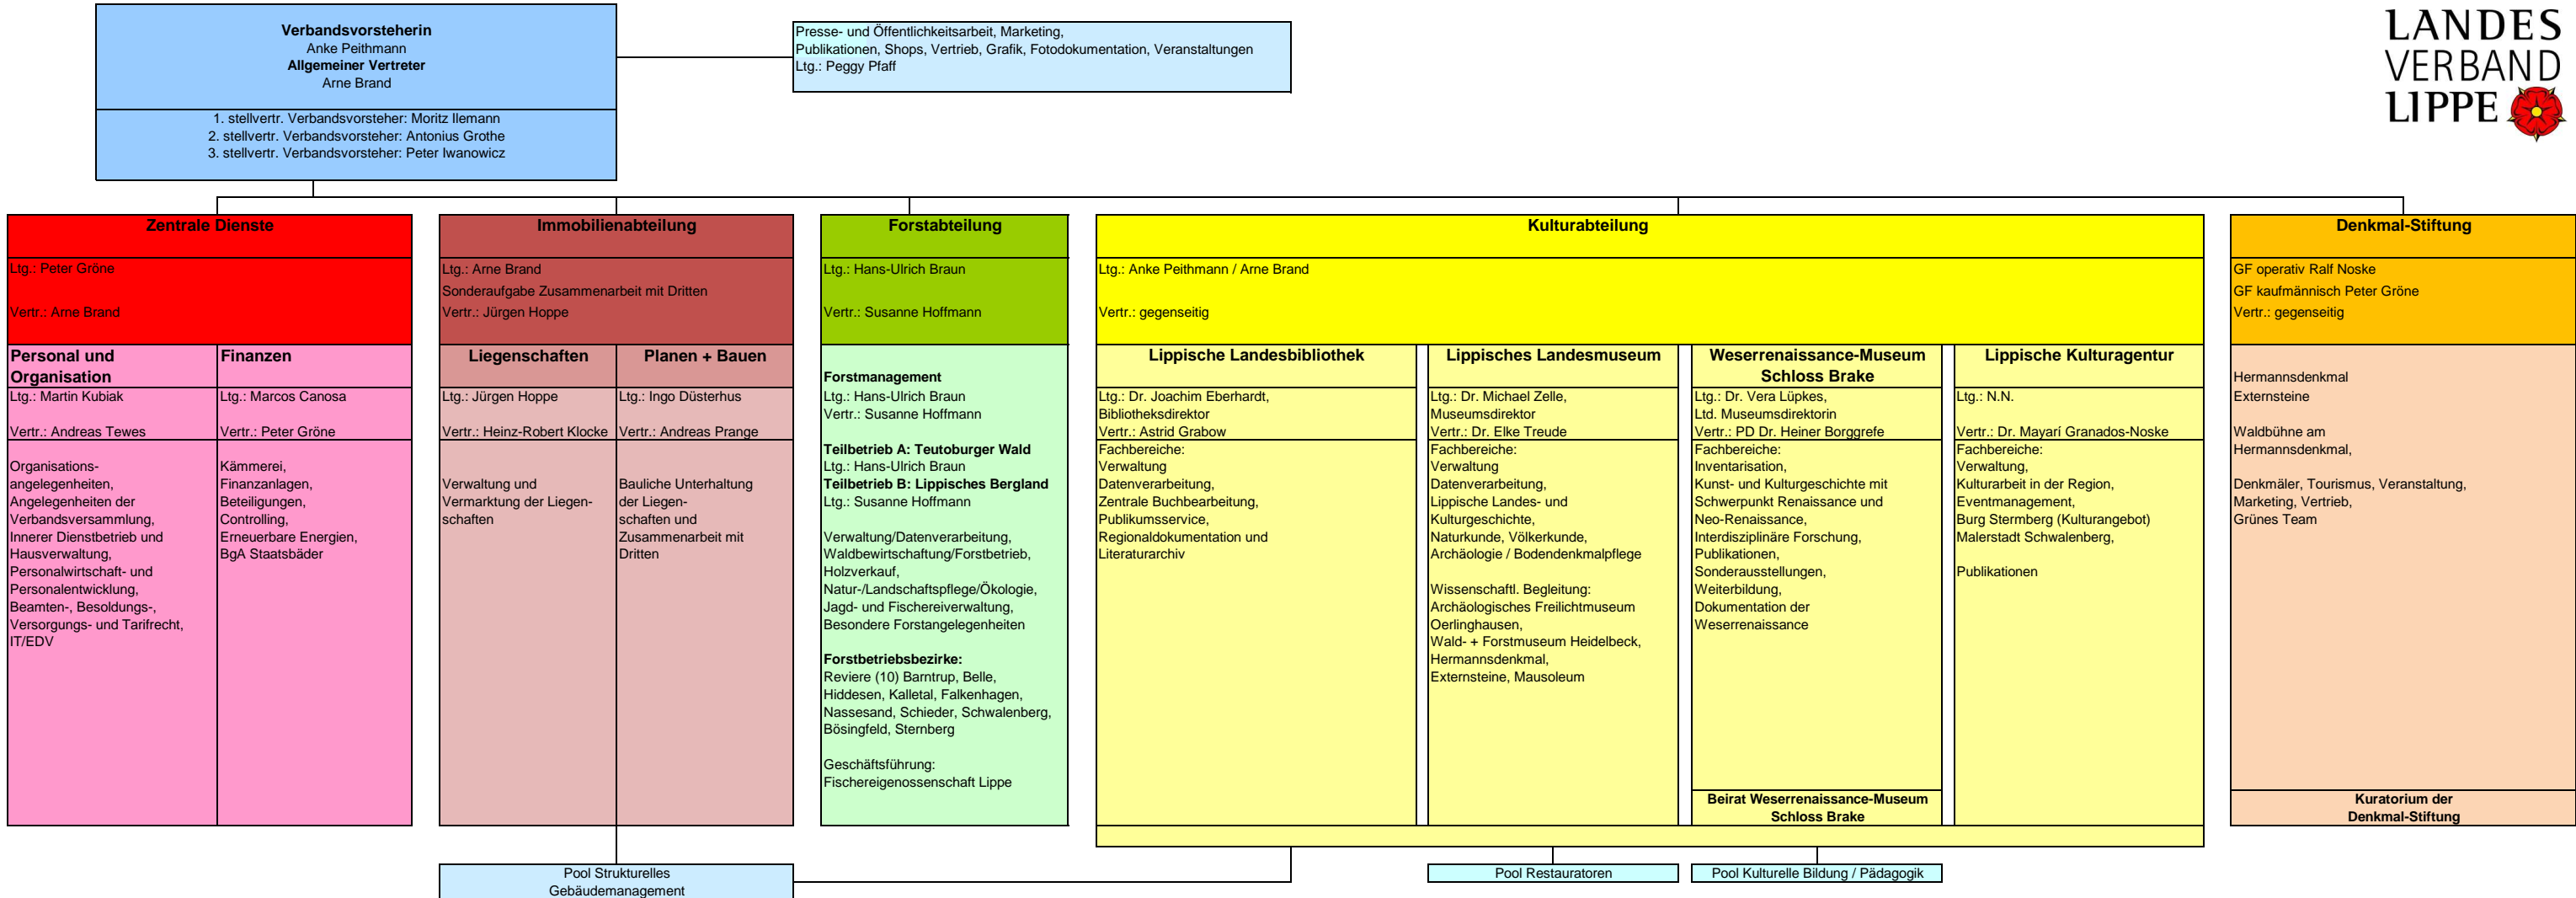 Verbandsvorsteherin
Anke Peithmann
Allgemeiner Vertreter
Arne Brand
1. stellvertr. Verbandsvorsteher: Moritz Ilemann
2. stellvertr. Verbandsvorsteher: Antonius Grothe
3. stellvertr. Verbandsvorsteher: Peter Iwanowicz
Presse- und Öffentlichkeitsarbeit, Marketing,
Publikationen, Shops, Vertrieb, Grafik, Fotodokumentation, Veranstaltungen
Ltg.: Peggy Pfaff
LANDES
VERBAND
LIPPE
Zentrale Dienste
Ltg.: Peter Gröne
Vertr.: Arne Brand
Personal und
Organisation
Ltg.: Martin Kubiak
Vertr.: Andreas Tewes
Organisations-
angelegenheiten,
Angelegenheiten der
Verbandsversammlung,
Innerer Dienstbetrieb und
Hausverwaltung,
Personalwirtschaft- und
Personalentwicklung,
Beamten-, Besoldungs-,
Versorgungs- und Tarifrecht,
IT/EDV
Finanzen
Ltg.: Marcos Canosa
Vertr.: Peter Gröne
Kämmerei,
Finanzanlagen,
Beteiligungen,
Controlling,
Erneuerbare Energien,
BgA Staatsbäder
Immobilienabteilung
Ltg.: Arne Brand
Sonderaufgabe Zusammenarbeit mit Dritten
Vertr.: Jürgen Hoppe
Liegenschaften
Ltg.: Jürgen Hoppe
Vertr.: Heinz-Robert Klocke
Verwaltung und
Vermarktung der Liegen-
schaften
Planen + Bauen
Ltg.: Ingo Düsterhus
Vertr.: Andreas Prange
Bauliche Unterhaltung
der Liegen-
schaften und
Zusammenarbeit mit
Dritten
Forstabteilung
Ltg.: Hans-Ulrich Braun
Vertr.: Susanne Hoffmann
Forstmanagement
Ltg.: Hans-Ulrich Braun
Vertr.: Susanne Hoffmann
Teilbetrieb A: Teutoburger Wald
Ltg.: Hans-Ulrich Braun
Teilbetrieb B: Lippisches Bergland
Ltg.: Susanne Hoffmann
Verwaltung/Datenverarbeitung,
Waldbewirtschaftung/Forstbetrieb,
Holzverkauf,
Natur-/Landschaftspflege/Ökologie,
Jagd- und Fischereiverwaltung,
Besondere Forstangelegenheiten
Forstbetriebsbezirke:
Reviere (10) Barntrup, Belle,
Hiddesen, Kalletal, Falkenhagen,
Nassesand, Schieder, Schwalenberg,
Bösingfeld, Sternberg
Geschäftsführung:
Fischereigenossenschaft Lippe
Kulturabteilung
Ltg.: Anke Peithmann / Arne Brand
Vertr.: gegenseitig
Lippische Landesbibliothek
Ltg.: Dr. Joachim Eberhardt,
Bibliotheksdirektor
Vertr.: Astrid Grabow
Fachbereiche:
Verwaltung
Datenverarbeitung,
Zentrale Buchbearbeitung,
Publikumsservice,
Regionaldokumentation und
Literaturarchiv
Lippisches Landesmuseum
Ltg.: Dr. Michael Zelle,
Museumsdirektor
Vertr.: Dr. Elke Treude
Fachbereiche:
Verwaltung
Datenverarbeitung,
Lippische Landes- und
Kulturgeschichte,
Naturkunde, Völkerkunde,
Archäologie / Bodendenkmalpflege
Wissenschaftl. Begleitung:
Archäologisches Freilichtmuseum
Oerlinghausen,
Wald- + Forstmuseum Heidelbeck,
Hermannsdenkmal,
Externsteine, Mausoleum
Weserrenaissance-Museum
Schloss Brake
Ltg.: Dr. Vera Lüpkes,
Ltd. Museumsdirektorin
Vertr.: PD Dr. Heiner Borggrefe
Fachbereiche:
Inventarisation,
Kunst- und Kulturgeschichte mit
Schwerpunkt Renaissance und
Neo-Renaissance,
Interdisziplinäre Forschung,
Publikationen,
Sonderausstellungen,
Weiterbildung,
Dokumentation der
Weserrenaissance
Beirat Weserrenaissance-Museum
Schloss Brake
Lippische Kulturagentur
Ltg.: N.N.
Vertr.: Dr. Mayarí Granados-Noske
Fachbereiche:
Verwaltung,
Kulturarbeit in der Region,
Eventmanagement,
Burg Sternberg (Kulturangebot)
Malerstadt Schwalenberg,
Publikationen
Denkmal-Stiftung
GF operativ Ralf Noske
GF kaufmännisch Peter Gröne
Vertr.: gegenseitig
Hermannsdenkmal
Externsteine
Waldbühne am
Hermannsdenkmal,
Denkmäler, Tourismus, Veranstaltung,
Marketing, Vertrieb,
Grünes Team
Kuratorium der
Denkmal-Stiftung
Pool Strukturelles
Gebäudemanagement
Pool Restauratoren
Pool Kulturelle Bildung / Pädagogik